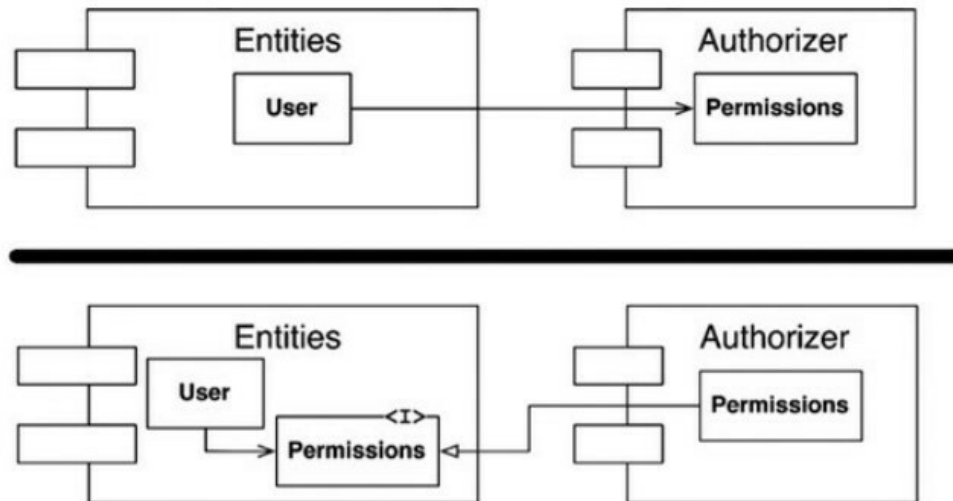 Entities
Authorizer
User
Permissions
Entities
Authorizer
User
Permissions
<I>
Permissions